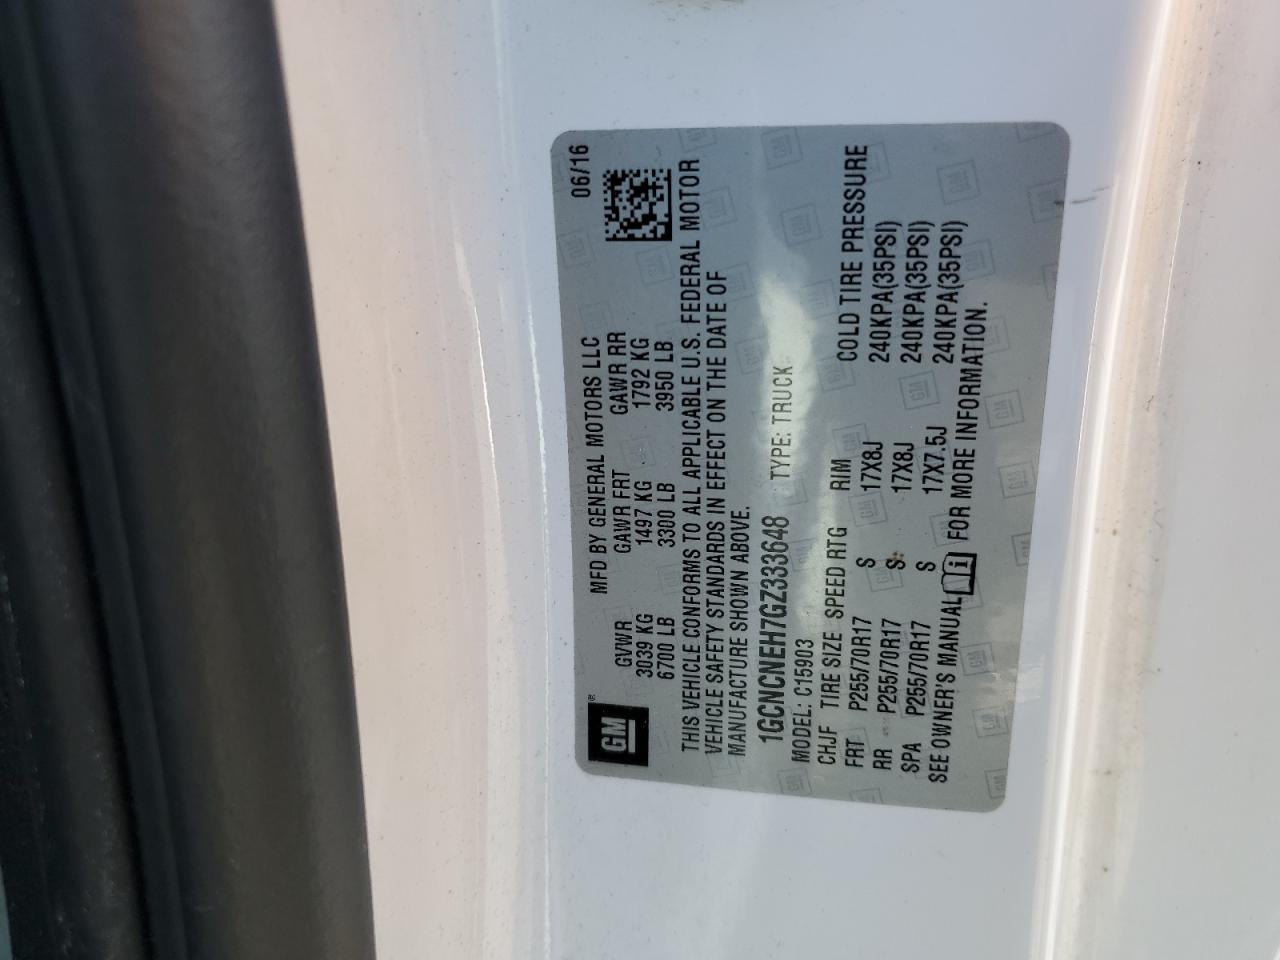 06/16
GM®
MFD BY GENERAL MOTORS LLC
GVWR GAWR FRT GAWR RR
3039 KG 1497 KG 1792 KG
6700 LB 3300 LB 3950 LB
THIS VEHICLE CONFORMS TO ALL APPLICABLE U.S. FEDERAL MOTOR
VEHICLE SAFETY STANDARDS IN EFFECT ON THE DATE OF
MANUFACTURE SHOWN ABOVE.
1GCNCNEH7GZ333648 TYPE: TRUCK
MODEL: C15903
CHJF TIRE SIZE SPEED RTG RIM COLD TIRE PRESSURE
FRT P255/70R17 S 17X8J 240KPA(35PSI)
RR P255/70R17 S 17X8J 240KPA(35PSI)
SPA P255/70R17 S 17X7.5J 240KPA(35PSI)
SEE OWNER'S MANUAL i FOR MORE INFORMATION.